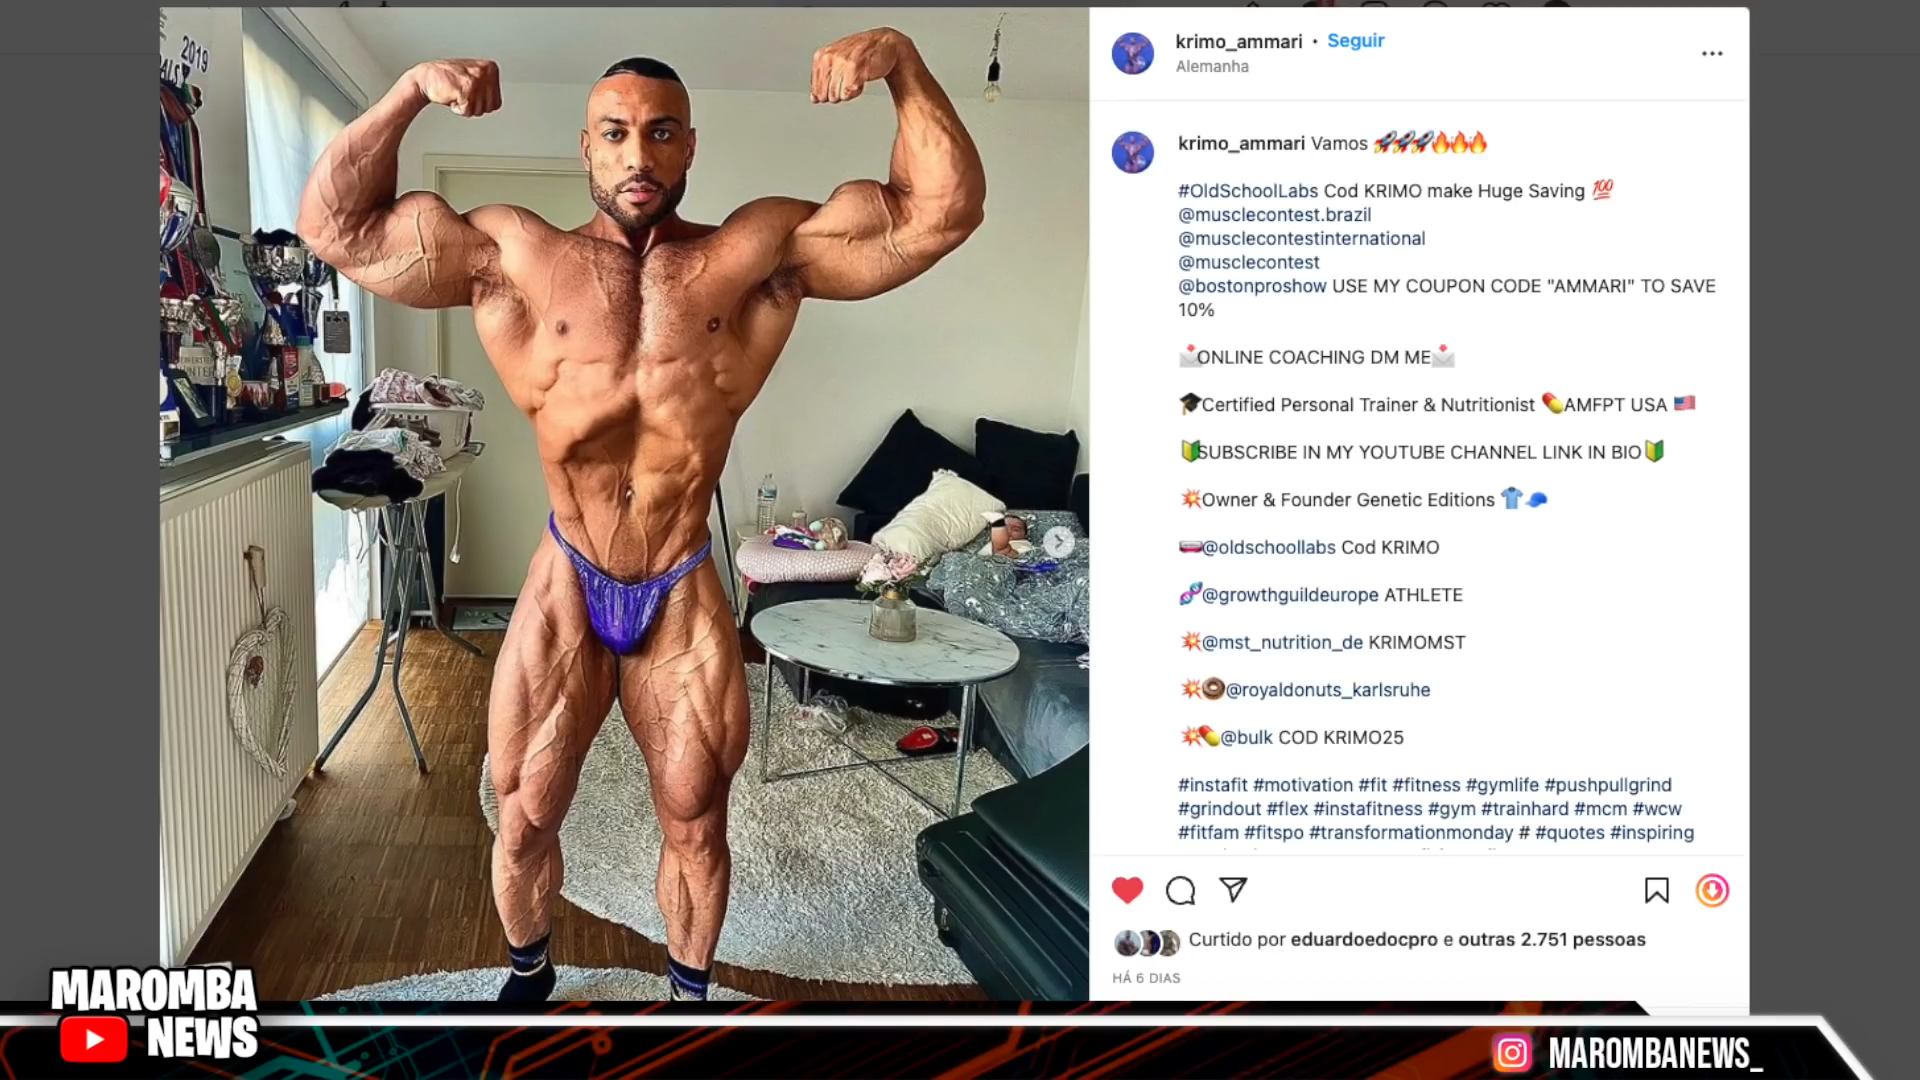 2019
krimo_ammari • Seguir
Alemanha
krimo_ammari Vamos 🚀🚀🚀🔥🔥🔥
#OldSchoolLabs Cod KRIMO make Huge Saving 💯
@musclecontest.brazil
@musclecontestinternational
@musclecontest
@bostonproshow USE MY COUPON CODE "AMMARI" TO SAVE
10%
📩ONLINE COACHING DM ME📩
🎓Certified Personal Trainer & Nutritionist 💊AMFPT USA 🇺🇸
🔰SUBSCRIBE IN MY YOUTUBE CHANNEL LINK IN BIO🔰
💥Owner & Founder Genetic Editions 👕🧢
@oldschoollabs Cod KRIMO
🧬@growthguildeurope ATHLETE
💥@mst_nutrition_de KRIMOMST
💥🍩@royaldonuts_karlsruhe
💥💊@bulk COD KRIMO25
#instafit #motivation #fit #fitness #gymlife #pushpullgrind
#grindout #flex #instafitness #gym #trainhard #mcm #wcw
#fitfam #fitspo #transformationmonday # #quotes #inspiring
Curtido por eduardoedocpro e outras 2.751 pessoas
HÁ 6 DIAS
MAROMBA
NEWS
MAROMBANEWS_